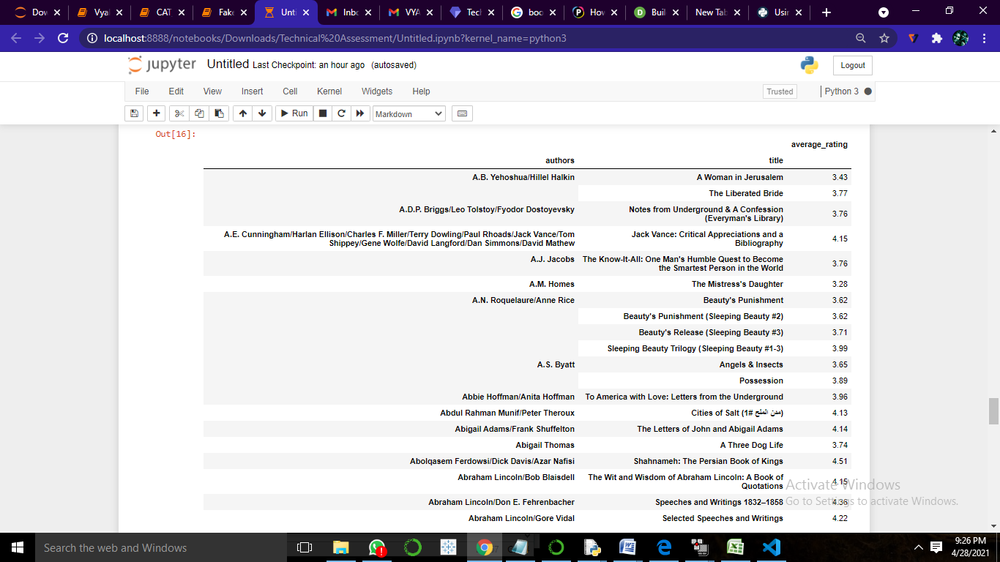 Dow
Vyal
CAT
Fake
Unti
Inbo
VYA
Tech
boo
How
Buil
New Tab
Usin
localhost:8888/notebooks/Downloads/Technical%20Assessment/Untitled.ipynb?kernel_name=python3
jupyter Untitled Last Checkpoint: an hour ago (autosaved)
Logout
File Edit View Insert Cell Kernel Widgets Help
Trusted Python 3
Run Markdown
Out[16]:
average_rating
authors title
A.B. Yehoshua/Hillel Halkin A Woman in Jerusalem 3.43
The Liberated Bride 3.77
A.D.P. Briggs/Leo Tolstoy/Fyodor Dostoyevsky Notes from Underground & A Confession
(Everyman's Library) 3.76
A.E. Cunningham/Harlan Ellison/Charles F. Miller/Terry Dowling/Paul Rhoads/Jack Vance/Tom Jack Vance: Critical Appreciations and a
Shippey/Gene Wolfe/David Langford/Dan Simmons/David Mathew Bibliography 4.15
A.J. Jacobs The Know-It-All: One Man's Humble Quest to Become
the Smartest Person in the World 3.76
A.M. Homes The Mistress's Daughter 3.28
A.N. Roquelaure/Anne Rice Beauty's Punishment 3.62
Beauty's Punishment (Sleeping Beauty #2) 3.62
Beauty's Release (Sleeping Beauty #3) 3.71
Sleeping Beauty Trilogy (Sleeping Beauty #1-3) 3.99
A.S. Byatt Angels & Insects 3.65
Possession 3.89
Abbie Hoffman/Anita Hoffman To America with Love: Letters from the Underground 3.96
Abdul Rahman Munif/Peter Theroux Cities of Salt (مدن الملح #1) 4.13
Abigail Adams/Frank Shuffelton The Letters of John and Abigail Adams 4.14
Abigail Thomas A Three Dog Life 3.74
Abolqasem Ferdowsi/Dick Davis/Azar Nafisi Shahnameh: The Persian Book of Kings 4.51
Abraham Lincoln/Bob Blaisdell The Wit and Wisdom of Abraham Lincoln: A Book of
Quotations 4.15
Activate Windows
Abraham Lincoln/Don E. Fehrenbacher Speeches and Writings 1832–1858 4.36
Go to Settings to activate Windows.
Abraham Lincoln/Gore Vidal Selected Speeches and Writings 4.22
Search the web and Windows
9:26 PM
4/28/2021